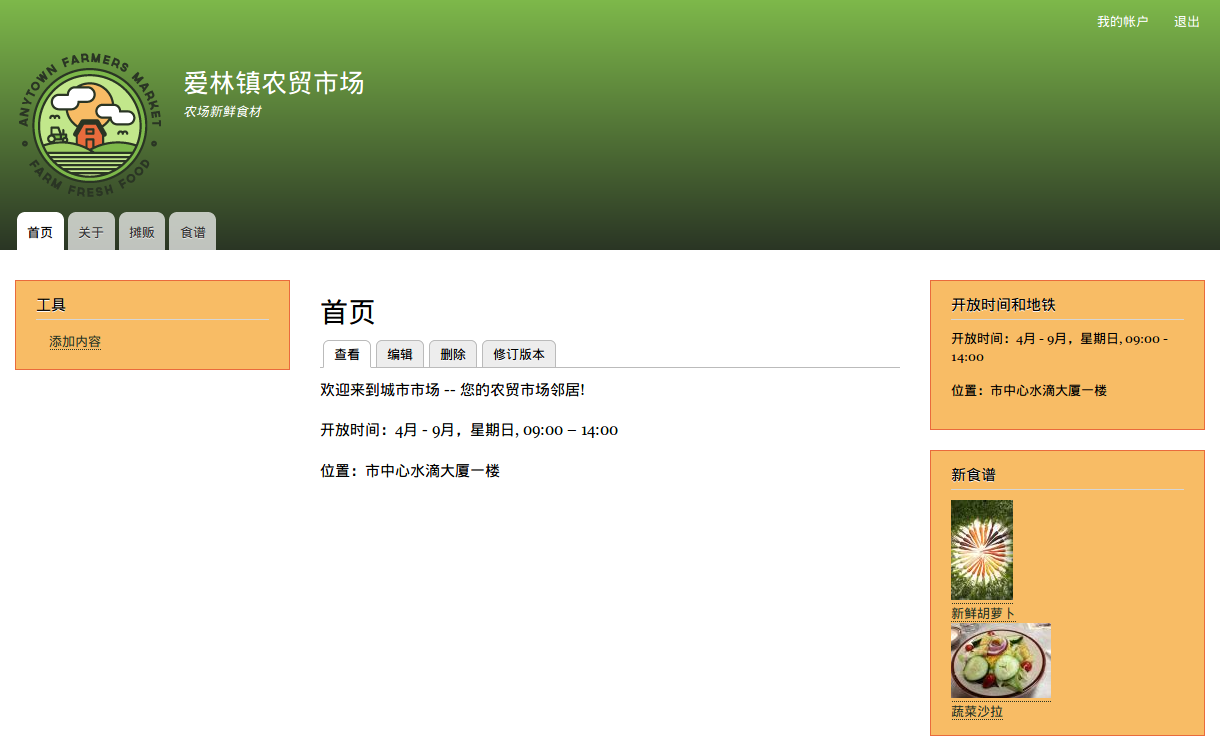 我的帐户 退出
ANYTOWN FARMERS MARKET
FARM FRESH FOOD
爱林镇农贸市场
农场新鲜食材
首页 关于 摊贩 食谱
工具
添加内容
首页
查看 编辑 删除 修订版本
欢迎来到城市市场 -- 您的农贸市场邻居!
开放时间：4月 - 9月，星期日, 09:00 – 14:00
位置：市中心水滴大厦一楼
开放时间和地铁
开放时间：4月 - 9月，星期日, 09:00 -
14:00
位置：市中心水滴大厦一楼
新食谱
新鲜胡萝卜
蔬菜沙拉